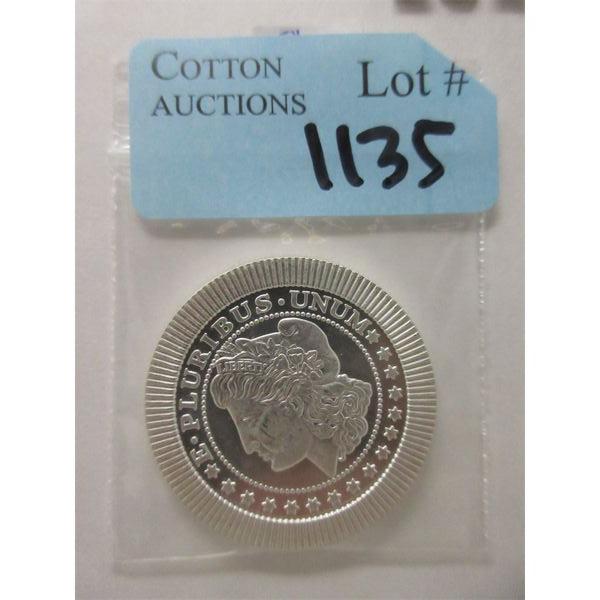 COTTON
AUCTIONS
Lot #
1135
E · PLURIBUS · UNUM
LIBERTY